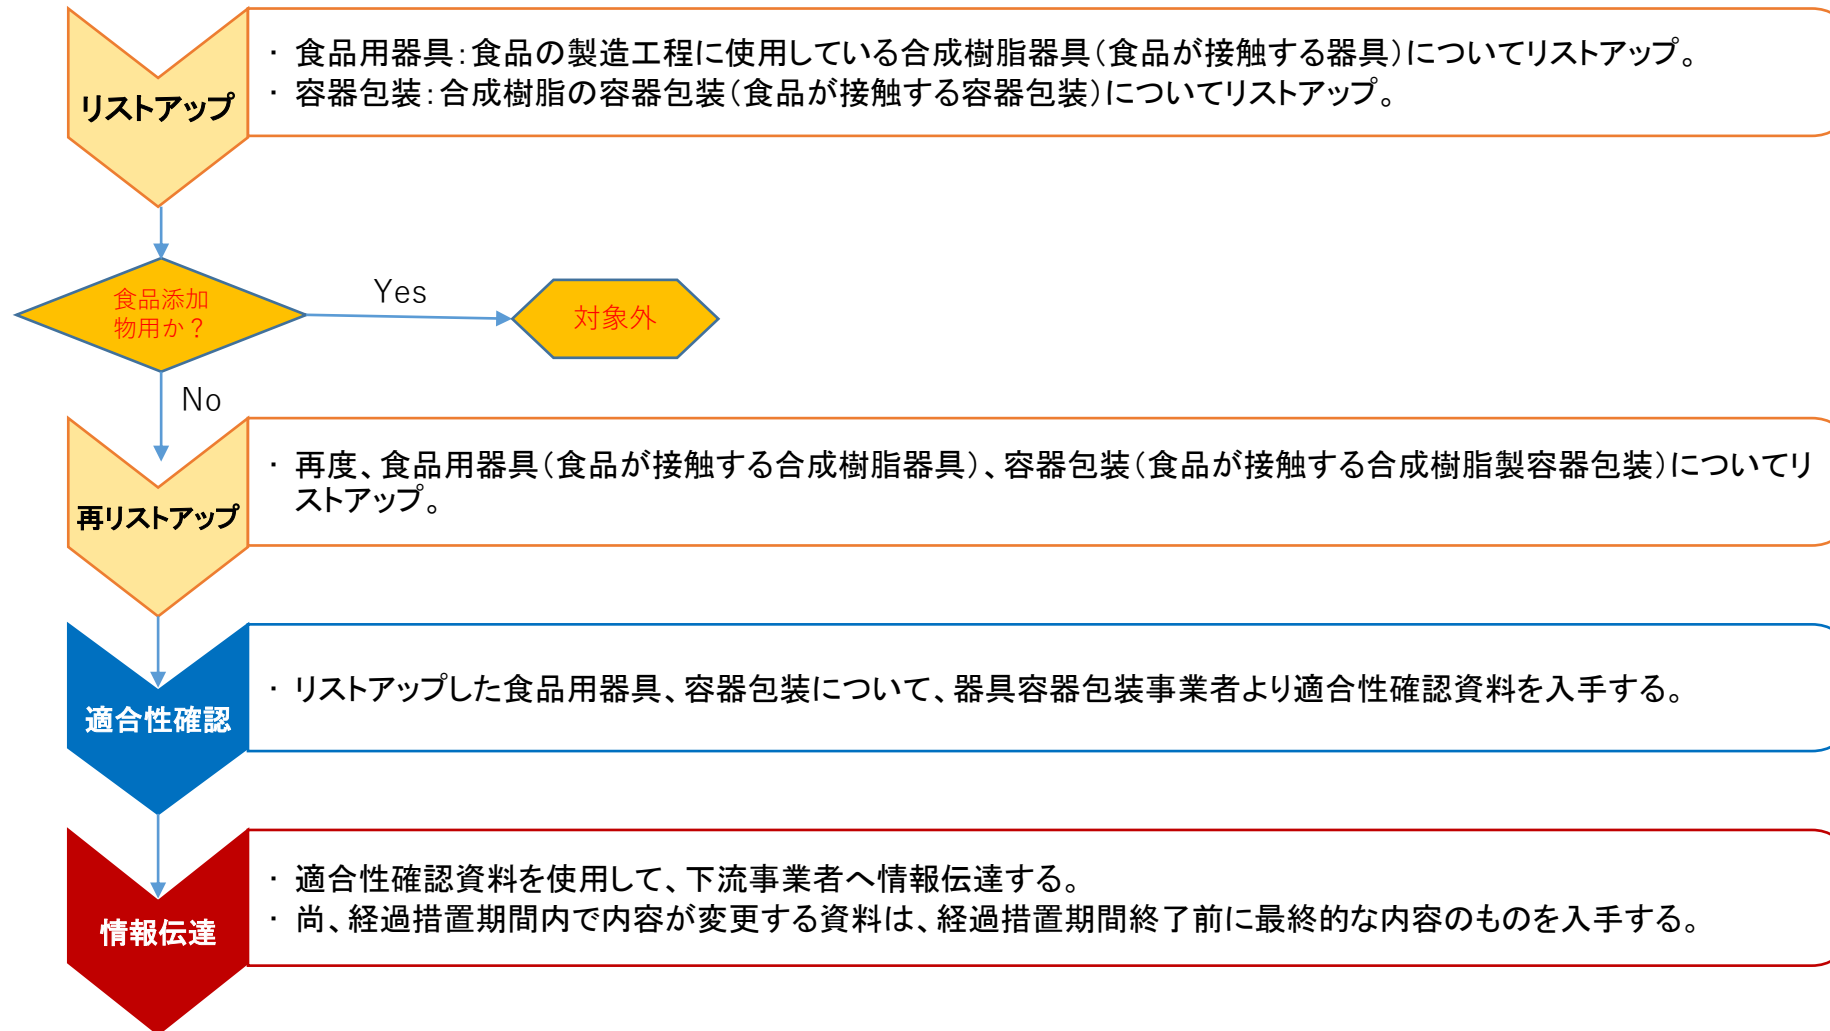 ・ 食品用器具：食品の製造工程に使用している合成樹脂器具（食品が接触する器具）についてリストアップ。
・ 容器包装：合成樹脂の容器包装（食品が接触する容器包装）についてリストアップ。
リストアップ
食品添加
物用か？
Yes
対象外
No
・ 再度、食品用器具（食品が接触する合成樹脂器具）、容器包装（食品が接触する合成樹脂製容器包装）についてリ
ストアップ。
再リストアップ
・ リストアップした食品用器具、容器包装について、器具容器包装事業者より適合性確認資料を入手する。
適合性確認
・ 適合性確認資料を使用して、下流事業者へ情報伝達する。
・ 尚、経過措置期間内で内容が変更する資料は、経過措置期間終了前に最終的な内容のものを入手する。
情報伝達